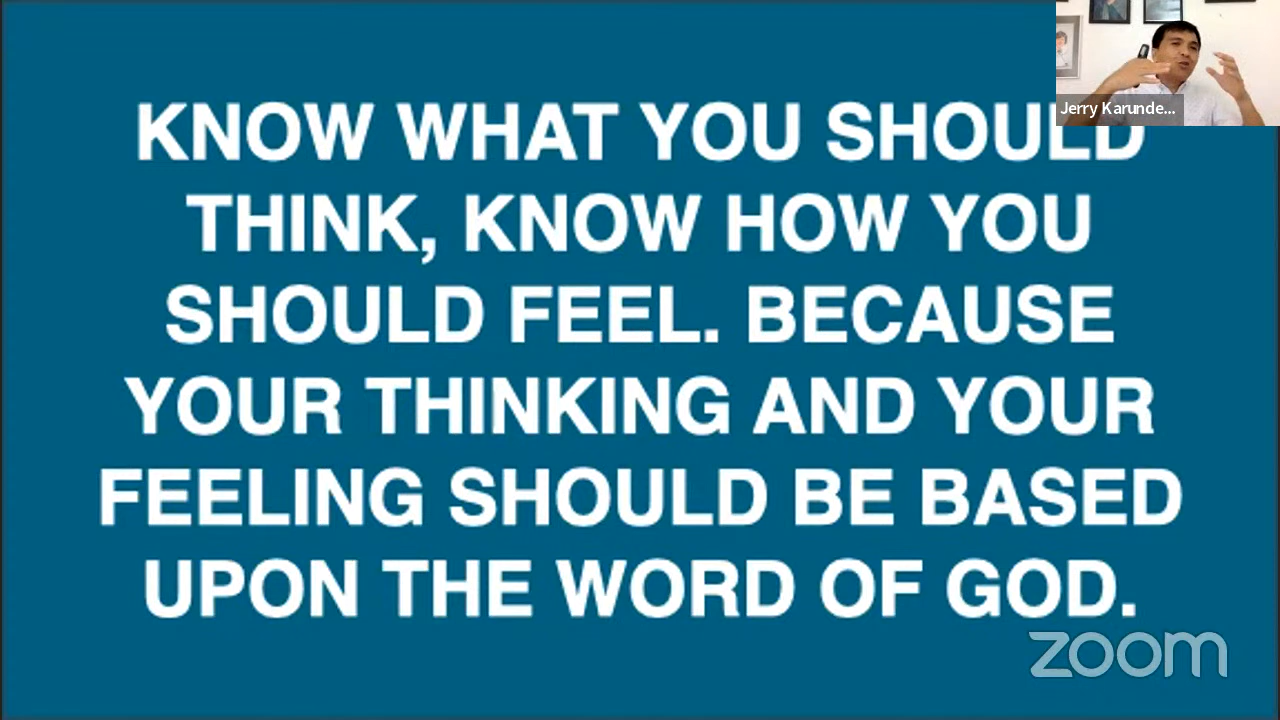 Jerry Karunde...
KNOW WHAT YOU SHOULD
THINK, KNOW HOW YOU
SHOULD FEEL. BECAUSE
YOUR THINKING AND YOUR
FEELING SHOULD BE BASED
UPON THE WORD OF GOD.
zoom